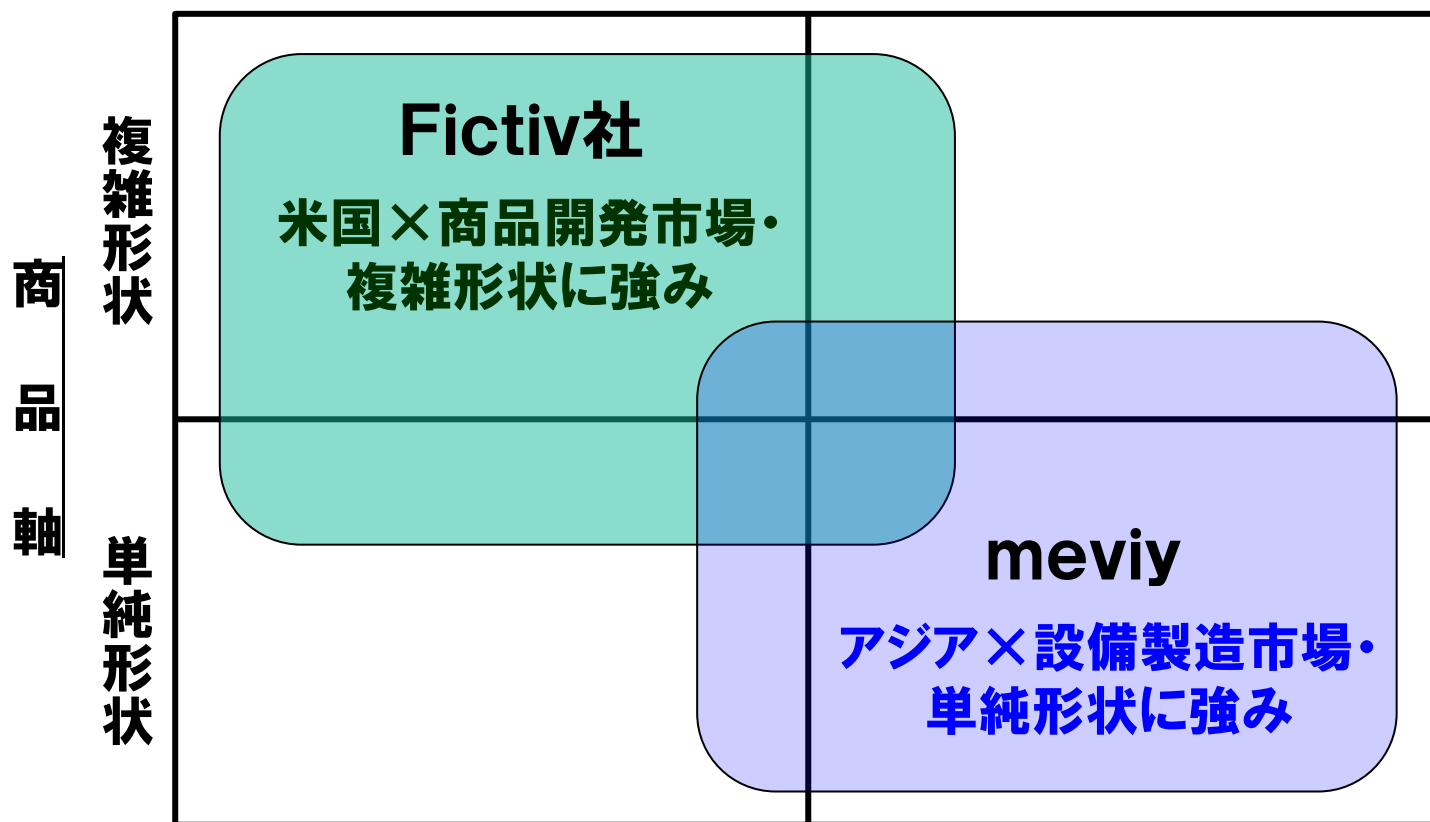 商品軸
複雑形状
単純形状
Fictiv社
米国×商品開発市場・
複雑形状に強み
meviy
アジア×設備製造市場・
単純形状に強み